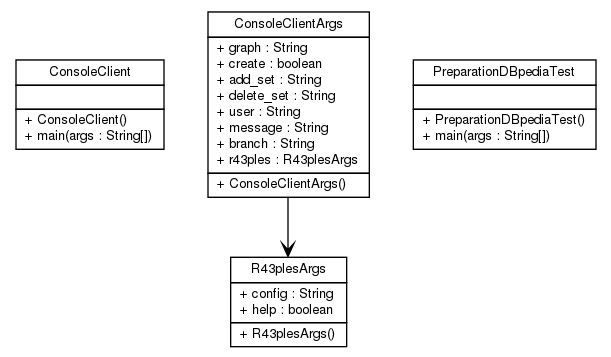 ConsoleClient
+ ConsoleClient()
+ main(args : String[])
ConsoleClientArgs
+ graph : String
+ create : boolean
+ add_set : String
+ delete_set : String
+ user : String
+ message : String
+ branch : String
+ r43ples : R43plesArgs
+ ConsoleClientArgs()
PreparationDBpediaTest
+ PreparationDBpediaTest()
+ main(args : String[])
R43plesArgs
+ config : String
+ help : boolean
+ R43plesArgs()